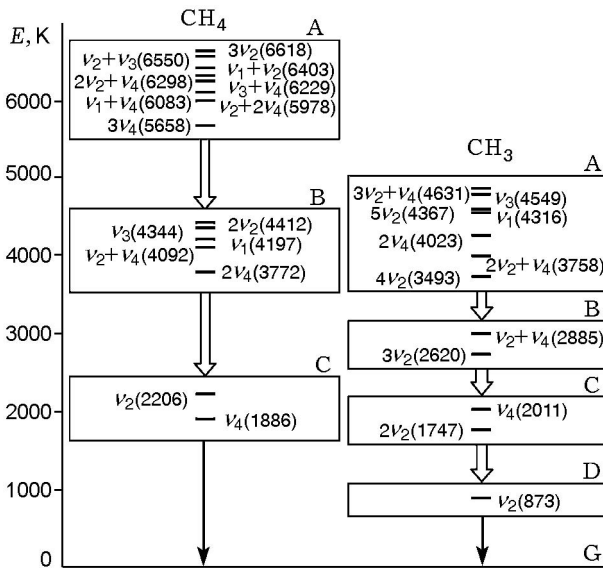 CH₄
E, K
A
3ν₂(6618)
ν₂+ν₃(6550)
ν₁+ν₂(6403)
2ν₂+ν₄(6298)
ν₃+ν₄(6229)
ν₁+ν₄(6083)
ν₂+2ν₄(5978)
3ν₄(5658)
6000
5000
4000
3000
2000
1000
0
B
2ν₂(4412)
ν₃(4344)
ν₁(4197)
ν₂+ν₄(4092)
2ν₄(3772)
C
ν₂(2206)
ν₄(1886)
CH₃
A
3ν₂+ν₄(4631)
ν₃(4549)
5ν₂(4367)
ν₁(4316)
2ν₄(4023)
2ν₂+ν₄(3758)
4ν₂(3493)
B
ν₂+ν₄(2885)
3ν₂(2620)
C
ν₄(2011)
2ν₂(1747)
D
ν₂(873)
G